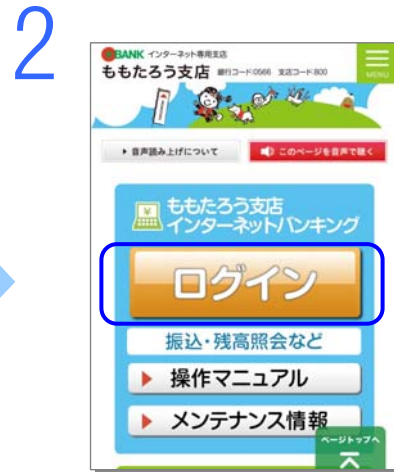 2
BANK インターネット専用支店
ももたろう支店 銀行コード:0566 支店コード:800
MENU
音声読み上げについて
このページを音声で聴く
ももたろう支店
インターネットバンキング
ログイン
振込・残高照会など
操作マニュアル
メンテナンス情報
ページトップへ